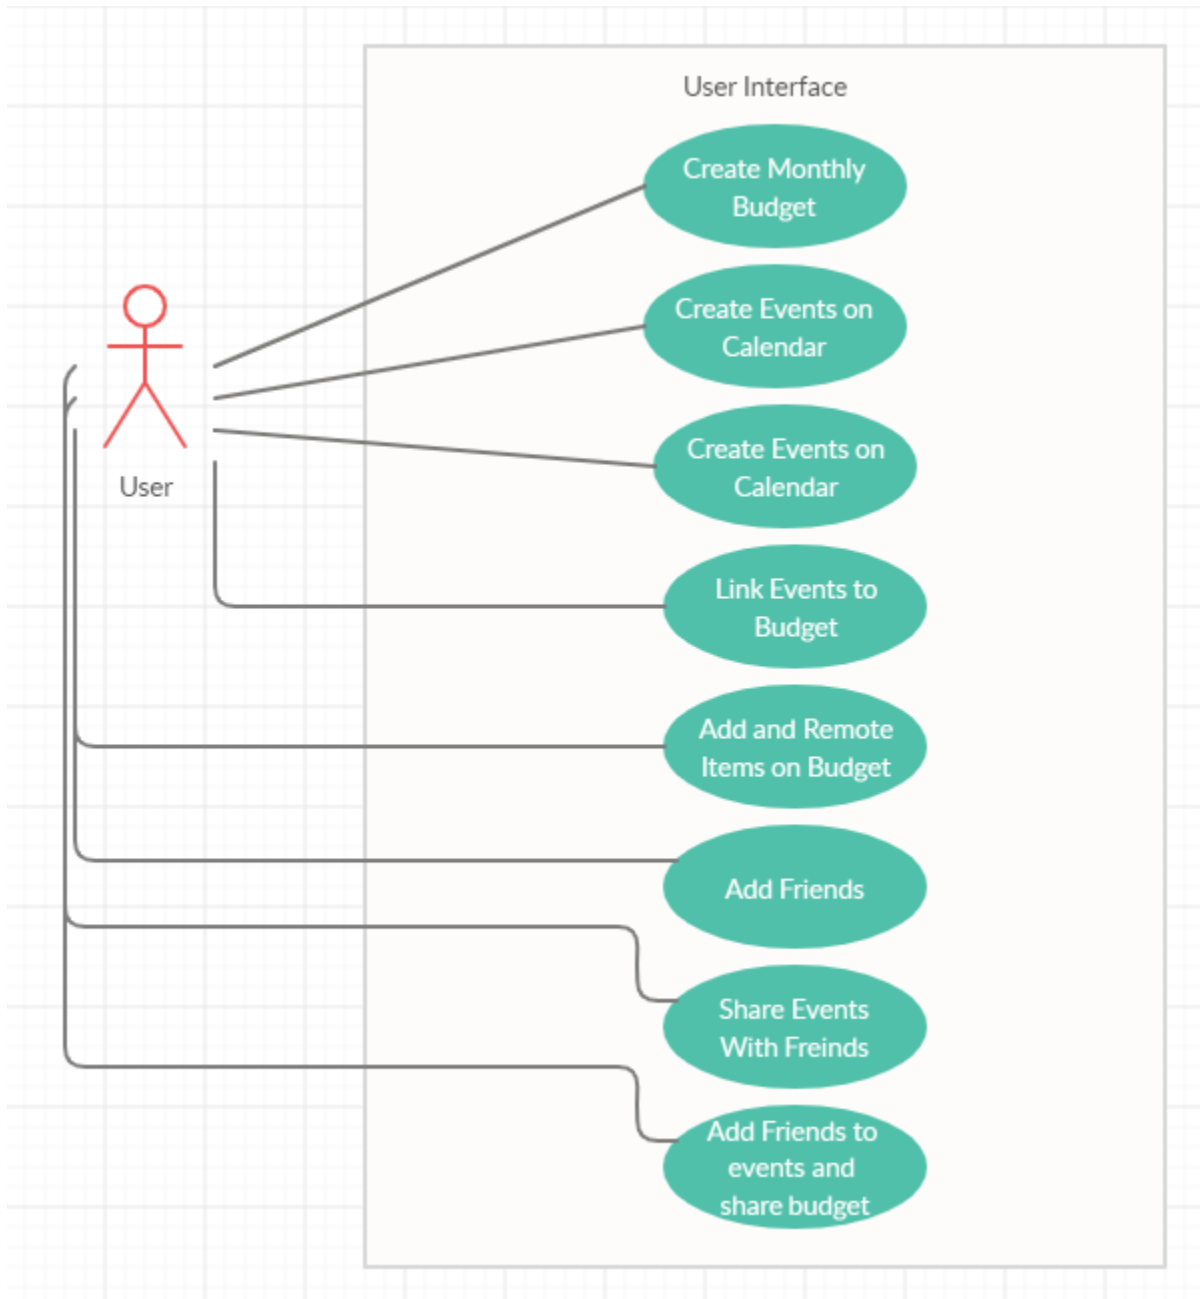 User Interface
Create Monthly
Budget
Create Events on
Calendar
Create Events on
Calendar
User
Link Events to
Budget
Add and Remote
Items on Budget
Add Friends
Share Events
With Freinds
Add Friends to
events and
share budget